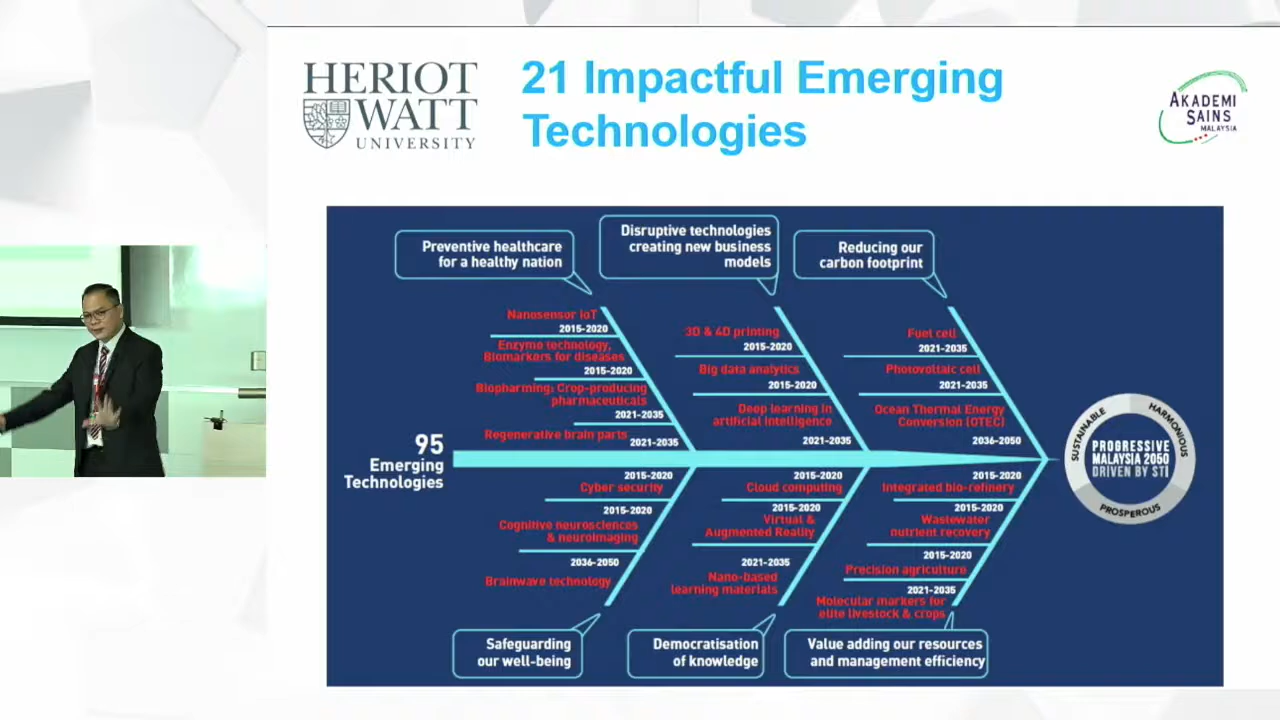 HERIOT
WATT
UNIVERSITY
21 Impactful Emerging
Technologies
AKADEMI
SAINS
MALAYSIA
Preventive healthcare
for a healthy nation
Disruptive technologies
creating new business
models
Reducing our
carbon footprint
Nanosensor IoT
2015-2020
Enzyme technology,
Biomarkers for diseases
2015-2020
Biopharming: Crop-producing
pharmaceuticals
2021-2035
Regenerative brain parts
2021-2035
3D & 4D printing
2015-2020
Big data analytics
2015-2020
Deep learning in
artificial intelligence
2021-2035
Fuel cell
2021-2035
Photovoltaic cell
2021-2035
Ocean Thermal Energy
Conversion (OTEC)
2036-2050
95
Emerging
Technologies
SUSTAINABLE
HARMONIOUS
PROGRESSIVE
MALAYSIA 2050
DRIVEN BY STI
PROSPEROUS
2015-2020
Cyber security
2015-2020
Cognitive neurosciences
& neuroimaging
2036-2050
Brainwave technology
2015-2020
Cloud computing
2015-2020
Virtual &
Augmented Reality
2021-2035
Nano-based
learning materials
2015-2020
Integrated bio-refinery
2015-2020
Wastewater
nutrient recovery
2015-2020
Precision agriculture
2021-2035
Molecular markers for
elite livestock & crops
Safeguarding
our well-being
Democratisation
of knowledge
Value adding our resources
and management efficiency